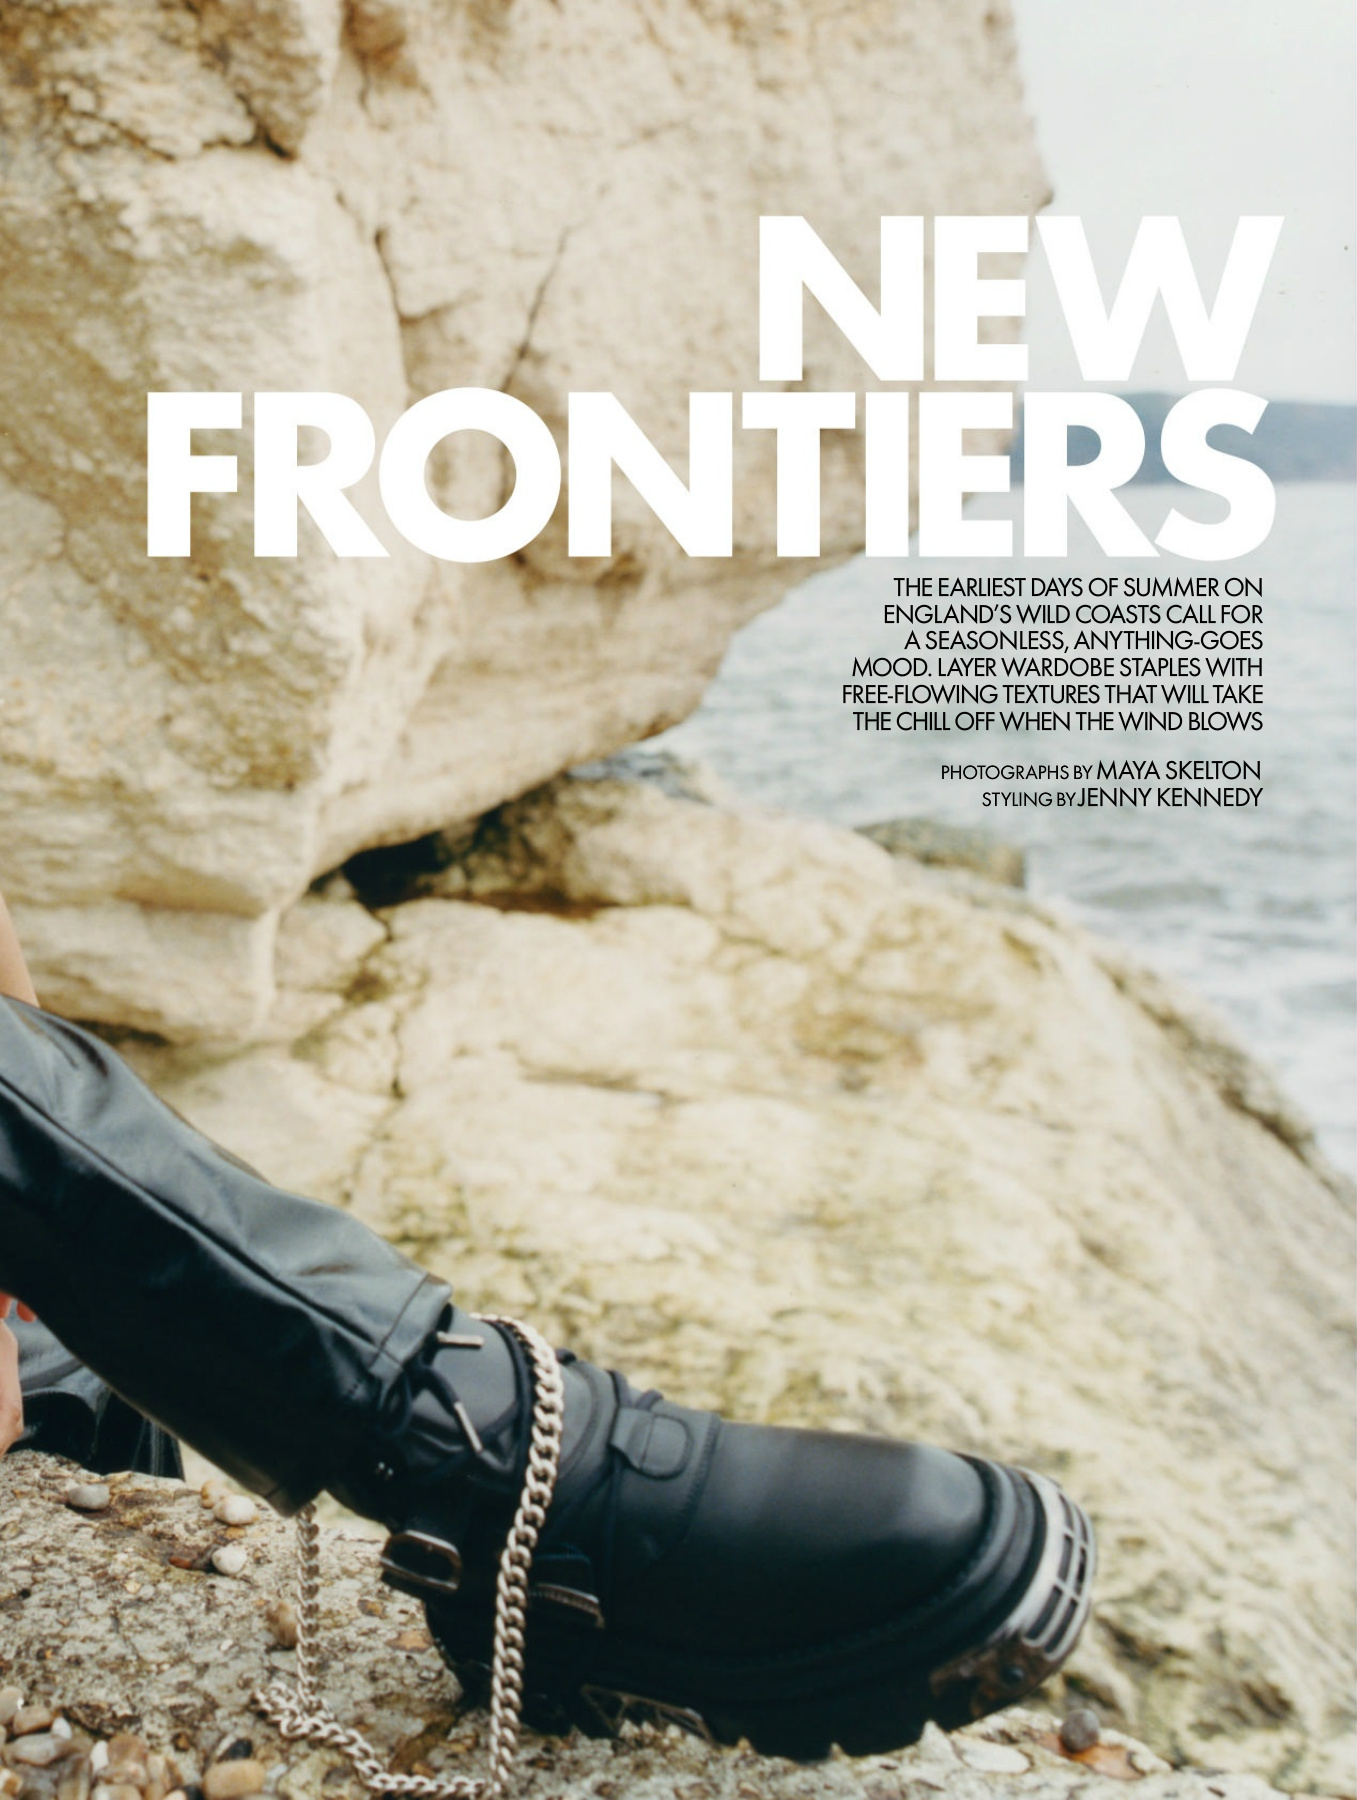 NEW
FRONTIERS
THE EARLIEST DAYS OF SUMMER ON
ENGLAND'S WILD COASTS CALL FOR
A SEASONLESS, ANYTHING-GOES
MOOD. LAYER WARDOBE STAPLES WITH
FREE-FLOWING TEXTURES THAT WILL TAKE
THE CHILL OFF WHEN THE WIND BLOWS
PHOTOGRAPHS BY MAYA SKELTON
STYLING BY JENNY KENNEDY